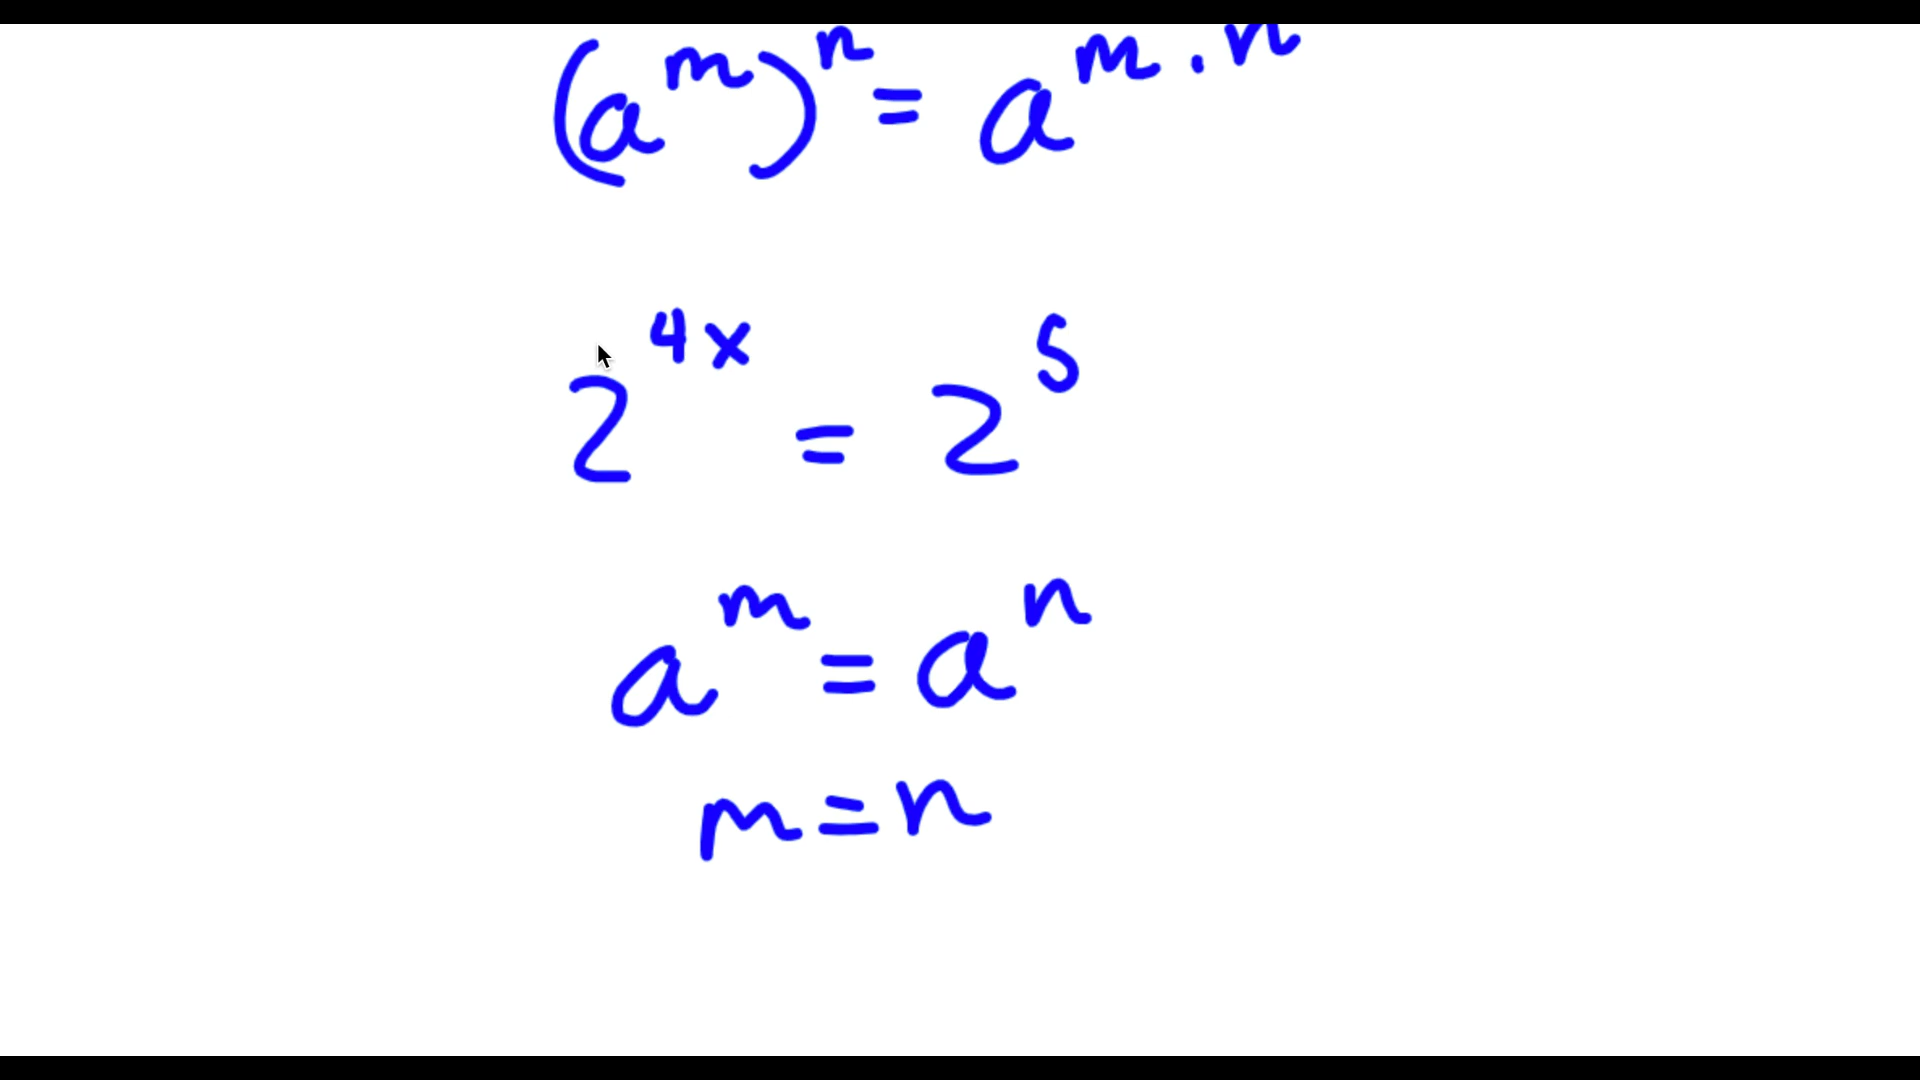 (a^m)^n = a^{m·n}
2^{4x} = 2^5
a^m = a^n
m = n